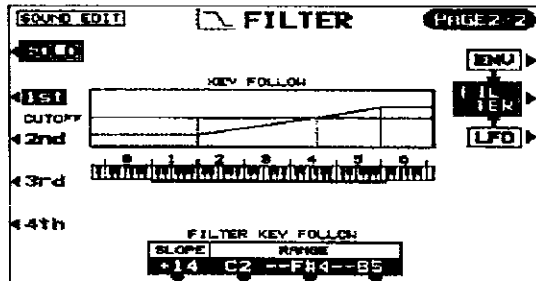 SOUND EDIT
FILTER
PAGE2-2
SOLO
ENV
KEY FOLLOW
1st
FIL
TER
CUTOFF
2nd
LFO
0 1 2 3 4 5 6
3rd
4th
FILTER KEY FOLLOW
SLOPE RANGE
+14 C2 --F#4--B5